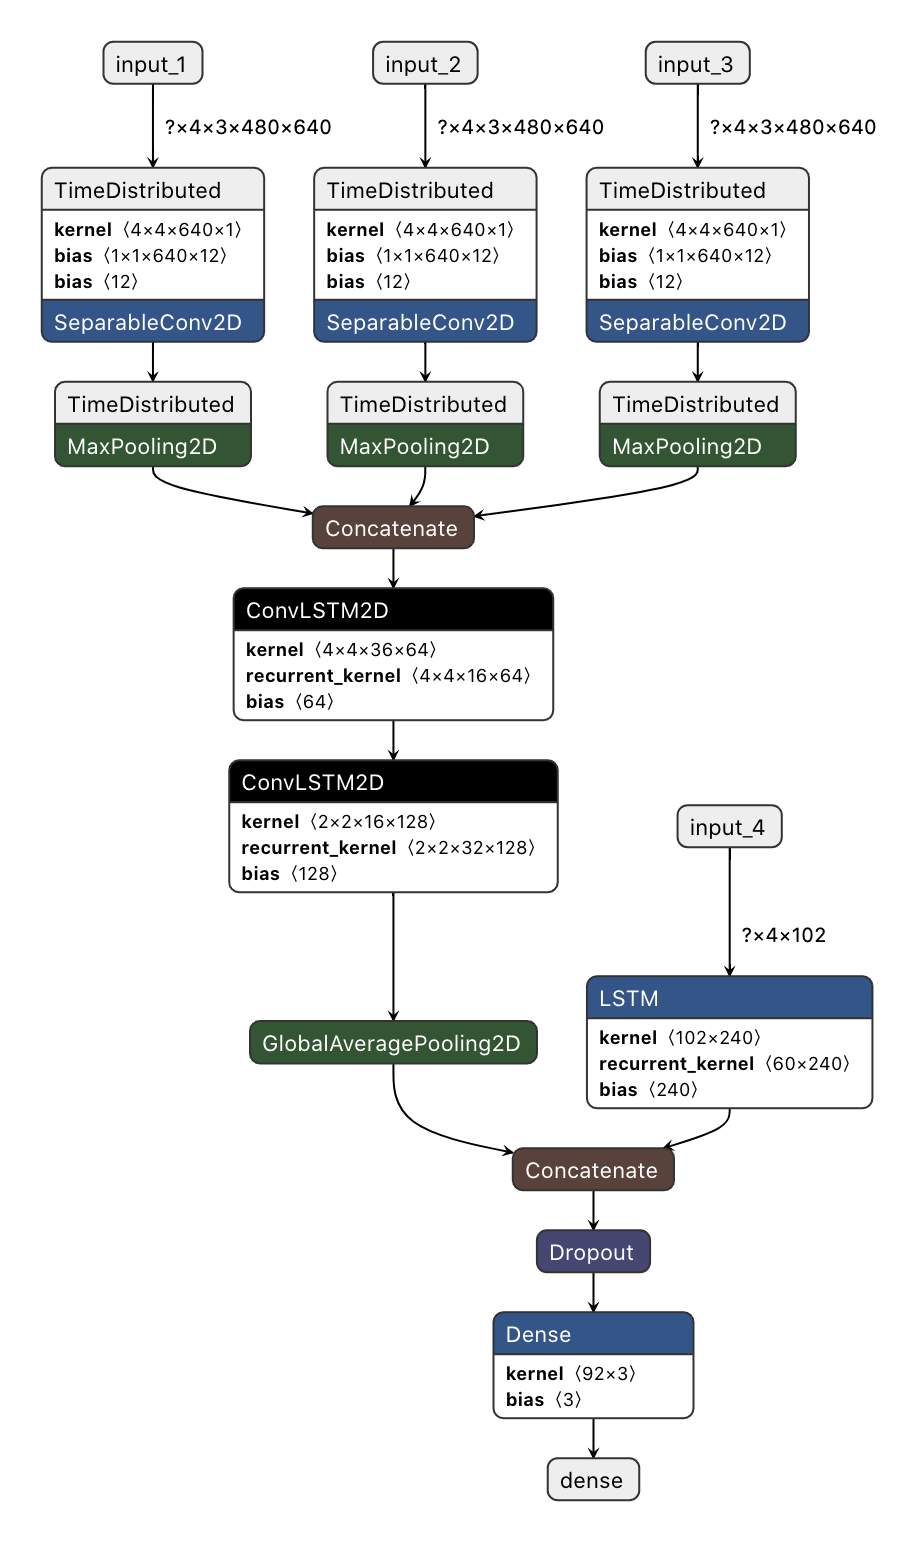 input_1
input_2
input_3
?×4×3×480×640
?×4×3×480×640
?×4×3×480×640
TimeDistributed
kernel ⟨4×4×640×1⟩
bias ⟨1×1×640×12⟩
bias ⟨12⟩
SeparableConv2D
TimeDistributed
kernel ⟨4×4×640×1⟩
bias ⟨1×1×640×12⟩
bias ⟨12⟩
SeparableConv2D
TimeDistributed
kernel ⟨4×4×640×1⟩
bias ⟨1×1×640×12⟩
bias ⟨12⟩
SeparableConv2D
TimeDistributed
MaxPooling2D
TimeDistributed
MaxPooling2D
TimeDistributed
MaxPooling2D
Concatenate
ConvLSTM2D
kernel ⟨4×4×36×64⟩
recurrent_kernel ⟨4×4×16×64⟩
bias ⟨64⟩
ConvLSTM2D
kernel ⟨2×2×16×128⟩
recurrent_kernel ⟨2×2×32×128⟩
bias ⟨128⟩
input_4
?×4×102
LSTM
kernel ⟨102×240⟩
recurrent_kernel ⟨60×240⟩
bias ⟨240⟩
GlobalAveragePooling2D
Concatenate
Dropout
Dense
kernel ⟨92×3⟩
bias ⟨3⟩
dense